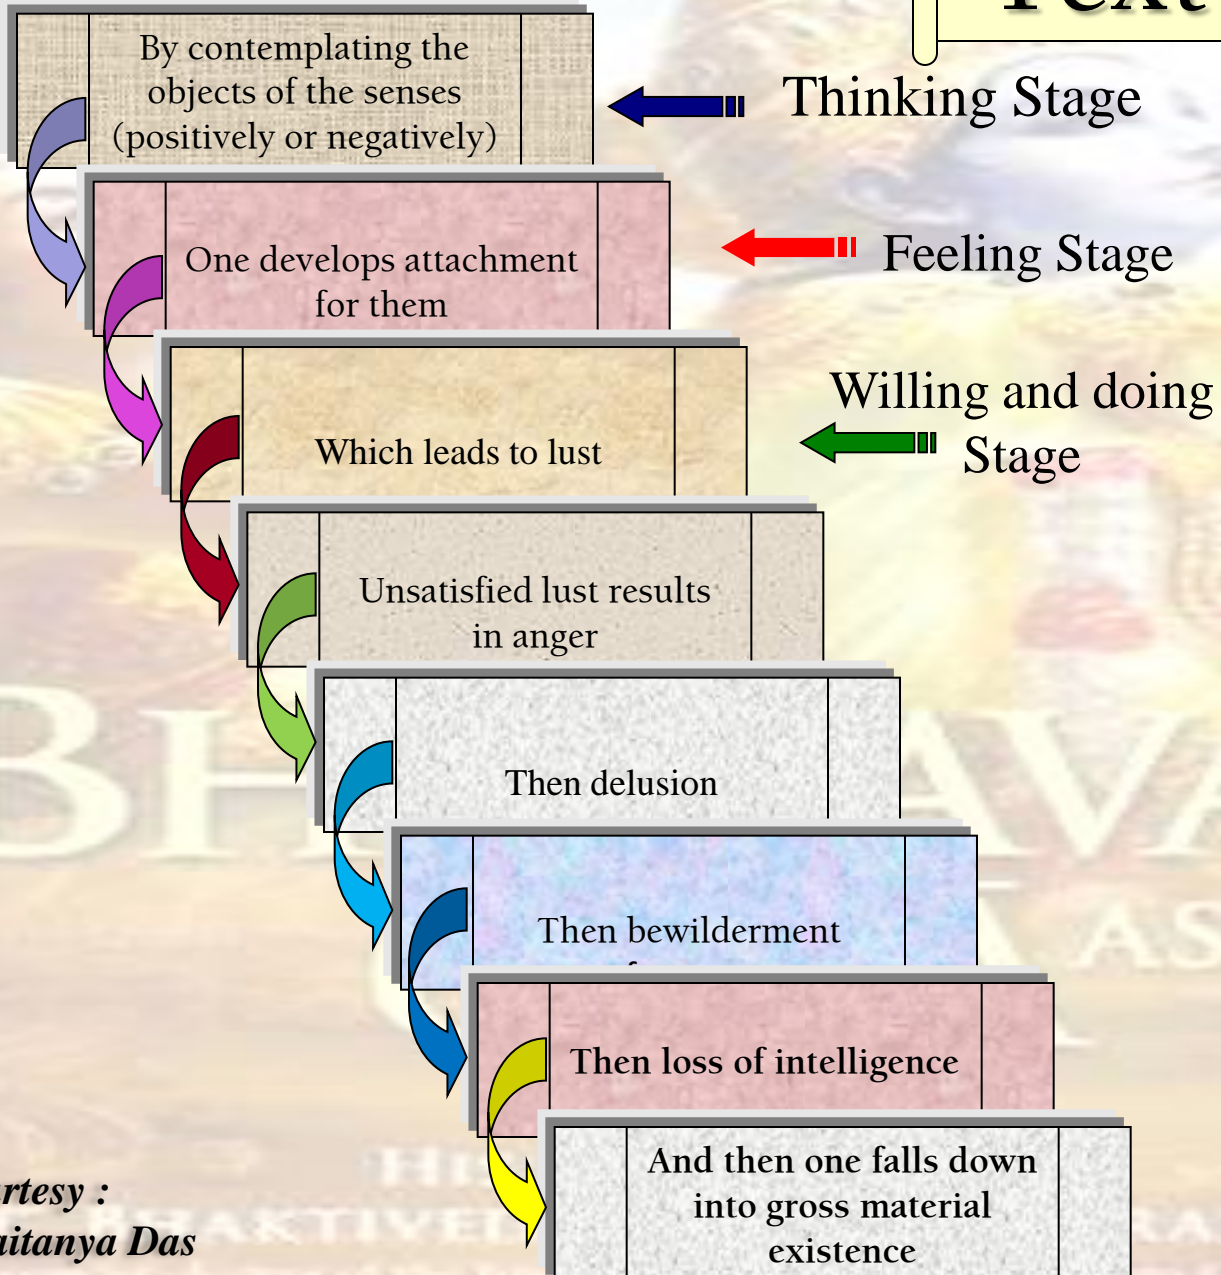 Text
By contemplating the
objects of the senses
(positively or negatively)
Thinking Stage
One develops attachment
for them
Feeling Stage
Which leads to lust
Willing and doing
Stage
Unsatisfied lust results
in anger
Then delusion
Then bewilderment
Then loss of intelligence
And then one falls down
into gross material
existence
rtesy :
aitanya Das